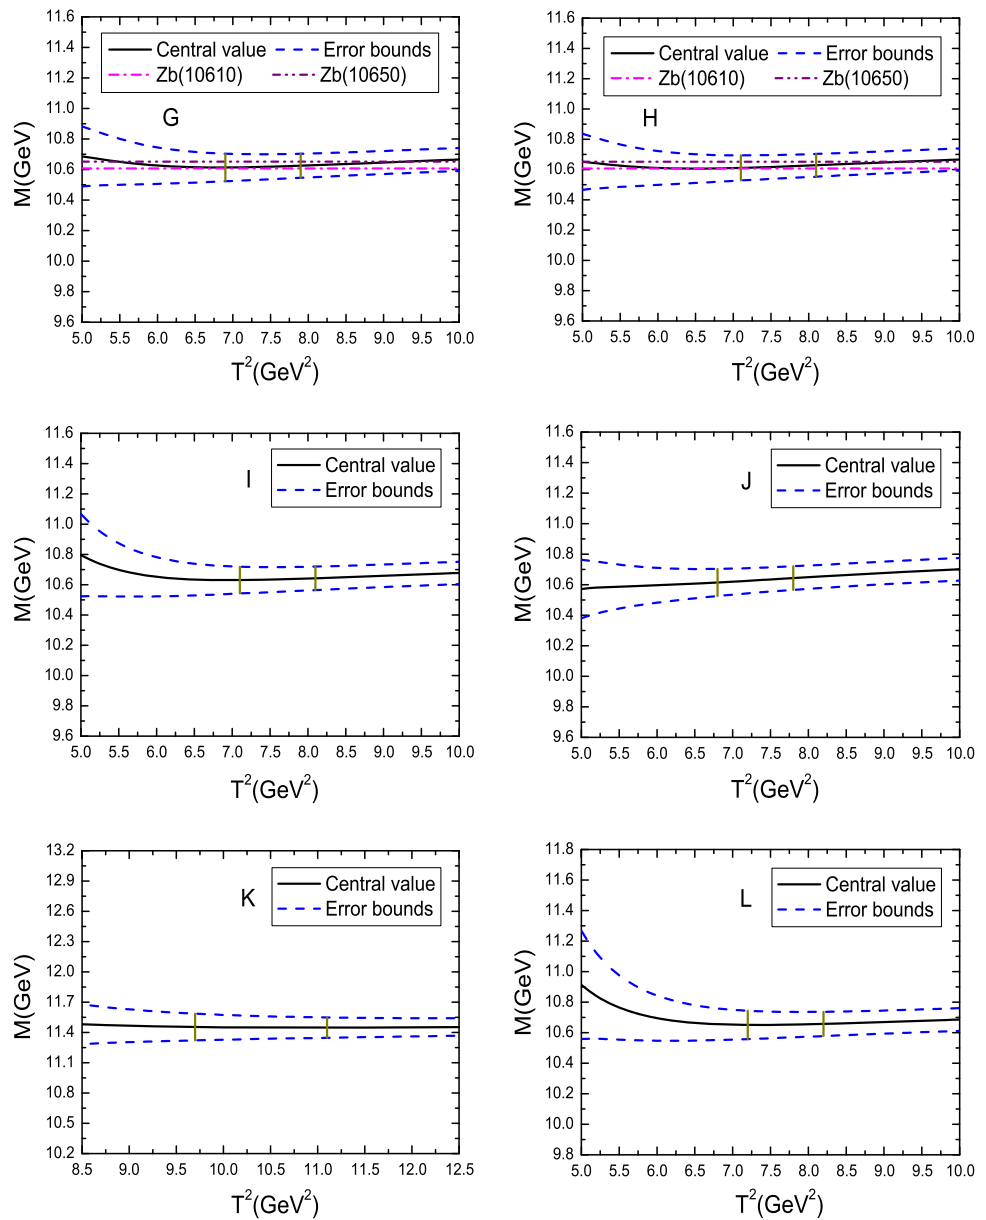 11.6
11.4
11.2
11.0
10.8
10.6
10.4
10.2
10.0
9.8
9.6
M(GeV)
Central value Error bounds
Zb(10610) Zb(10650)
G
5.0 5.5 6.0 6.5 7.0 7.5 8.0 8.5 9.0 9.5 10.0
T²(GeV²)
11.6
11.4
11.2
11.0
10.8
10.6
10.4
10.2
10.0
9.8
9.6
M(GeV)
Central value Error bounds
Zb(10610) Zb(10650)
H
5.0 5.5 6.0 6.5 7.0 7.5 8.0 8.5 9.0 9.5 10.0
T²(GeV²)
11.6
11.4
11.2
11.0
10.8
10.6
10.4
10.2
10.0
9.8
9.6
M(GeV)
Central value
Error bounds
I
5.0 5.5 6.0 6.5 7.0 7.5 8.0 8.5 9.0 9.5 10.0
T²(GeV²)
11.6
11.4
11.2
11.0
10.8
10.6
10.4
10.2
10.0
9.8
9.6
M(GeV)
Central value
Error bounds
J
5.0 5.5 6.0 6.5 7.0 7.5 8.0 8.5 9.0 9.5 10.0
T²(GeV²)
13.2
12.9
12.6
12.3
12.0
11.7
11.4
11.1
10.8
10.5
10.2
M(GeV)
Central value
Error bounds
K
8.5 9.0 9.5 10.0 10.5 11.0 11.5 12.0 12.5
T²(GeV²)
11.8
11.6
11.4
11.2
11.0
10.8
10.6
10.4
10.2
10.0
9.8
M(GeV)
Central value
Error bounds
L
5.0 5.5 6.0 6.5 7.0 7.5 8.0 8.5 9.0 9.5 10.0
T²(GeV²)